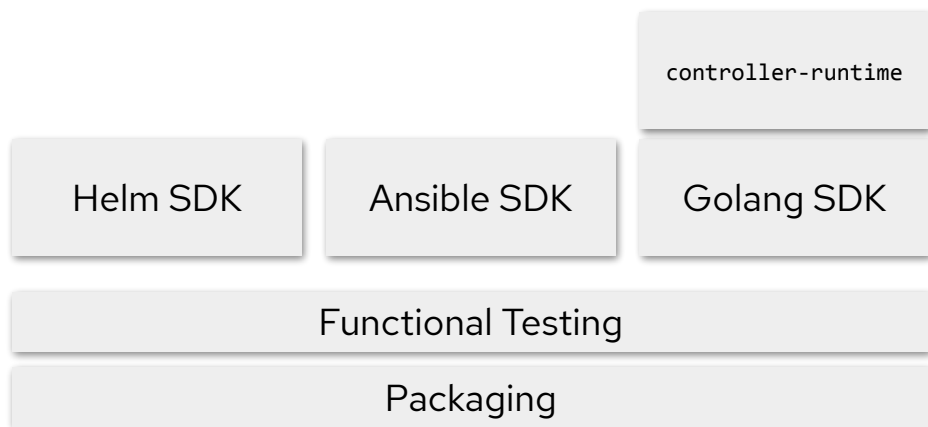 controller-runtime
Helm SDK
Ansible SDK
Golang SDK
Functional Testing
Packaging